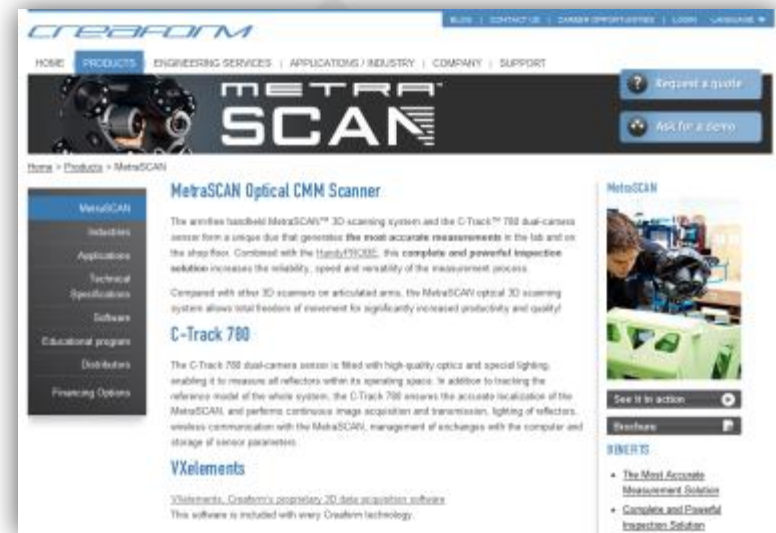 CREAFORM
BLOG | CONTACT US | CAREER OPPORTUNITIES | LOGIN LANGUAGE
HOME PRODUCTS ENGINEERING SERVICES | APPLICATIONS / INDUSTRY | COMPANY | SUPPORT
METRA
SCAN
Request a quote
Ask for a demo
Home > Products > MetraSCAN
MetraSCAN
Industries
Applications
Technical
Specifications
Software
Educational program
Distributors
Financing Options
MetraSCAN Optical CMM Scanner
The armfree handheld MetraSCAN™ 3D scanning system and the C-Track™ 780 dual-camera
sensor form a unique duo that generates the most accurate measurements in the lab and on
the shop floor. Combined with the HandyPROBE, this complete and powerful inspection
solution increases the reliability, speed and versatility of the measurement process.
Compared with other 3D scanners on articulated arms, the MetraSCAN optical 3D scanning
system allows total freedom of movement for significantly increased productivity and quality!
C-Track 780
The C-Track 780 dual-camera sensor is fitted with high-quality optics and special lighting,
enabling it to measure all reflectors within its operating space. In addition to tracking the
reference model of the whole system, the C-Track 780 ensures the accurate localization of the
MetraSCAN, and performs continuous image acquisition and transmission, lighting of reflectors,
wireless communication with the MetraSCAN, management of exchanges with the computer and
storage of sensor parameters.
VXelements
VXelements, Creaform's proprietary 3D data acquisition software
This software is included with every Creaform technology.
MetraSCAN
See it in action
Brochure
BENEFITS
The Most Accurate
Measurement Solution
Complete and Powerful
Inspection Solution